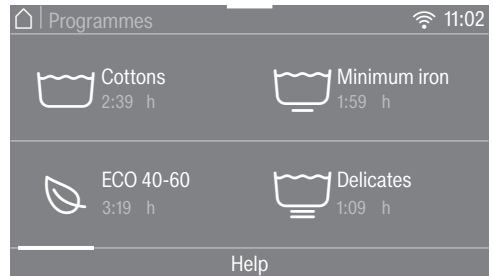 Programmes 11:02
Cottons
2:39 h
Minimum iron
1:59 h
ECO 40-60
3:19 h
Delicates
1:09 h
Help